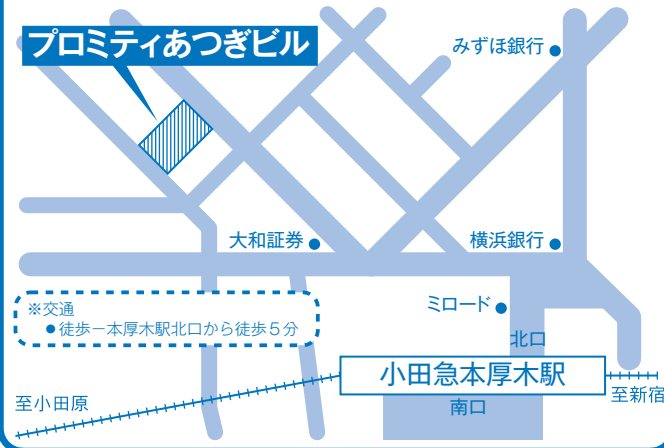 プロミティあつぎビル
みずほ銀行
大和証券
横浜銀行
※交通
●徒歩－本厚木駅北口から徒歩５分
ミロード
北口
小田急本厚木駅
至小田原
至新宿
南口